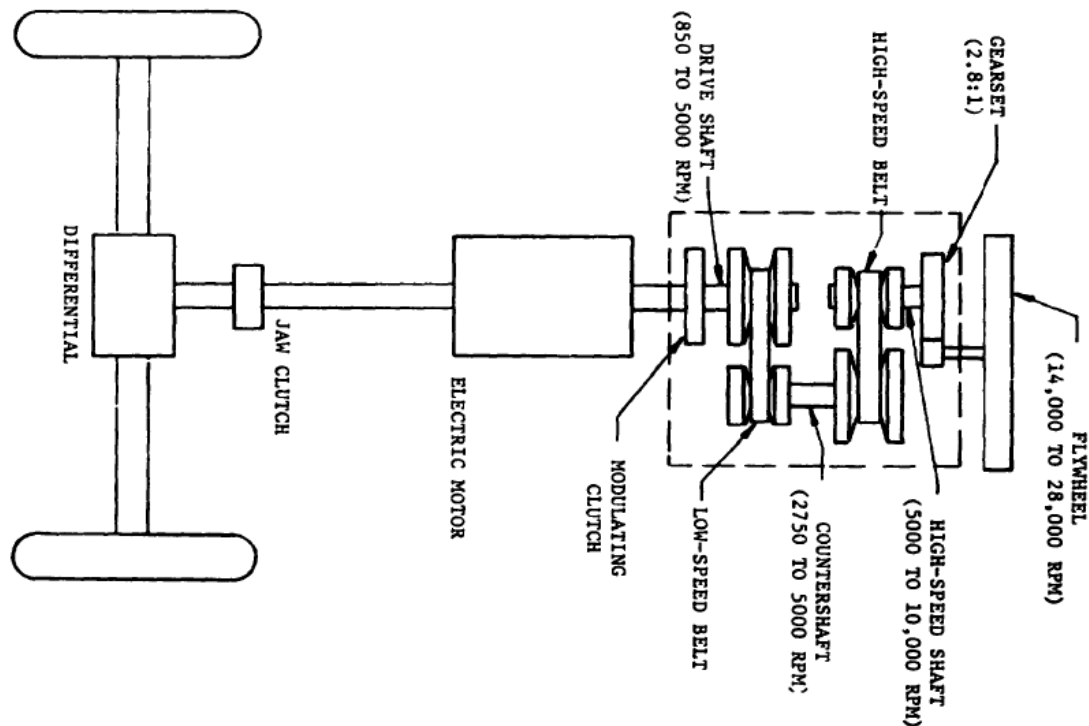 GEARSET
(2.8:1)
HIGH-SPEED BELT
DRIVE SHAFT
(850 TO 5000 RPM)
FLYWHEEL
(14,000 TO 28,000 RPM)
HIGH-SPEED SHAFT
(5000 TO 10,000 RPM)
COUNTERSHAFT
(2750 TO 5000 RPM)
LOW-SPEED BELT
MODULATING
CLUTCH
ELECTRIC MOTOR
JAW CLUTCH
DIFFERENTIAL